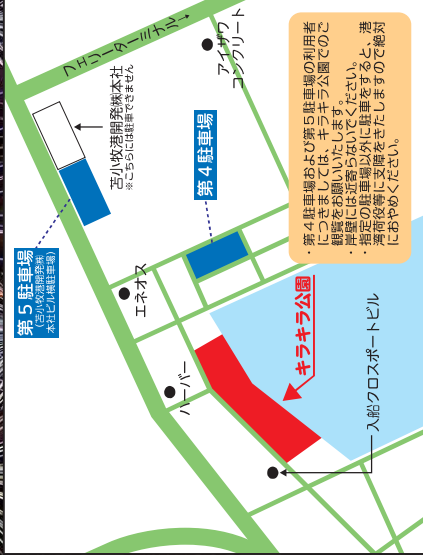 フェリーターミナル
アイザワ
コンクリート
苫小牧港開発㈱本社
※こちらには駐車できません
第5駐車場
(苫小牧港開発㈱
本社ビル横駐車場)
第4駐車場
エネオス
ハーバー
キラキラ公園
入船クロスポートビル
・第4駐車場および第5駐車場の利用者
につきましては、キラキラ公園でのご
観覧をお願いいたします。
・岸壁には近寄らないでください。
・指定の駐車場以外に駐車をすると、港
湾荷役等に支障をきたしますので絶対
におやめください。